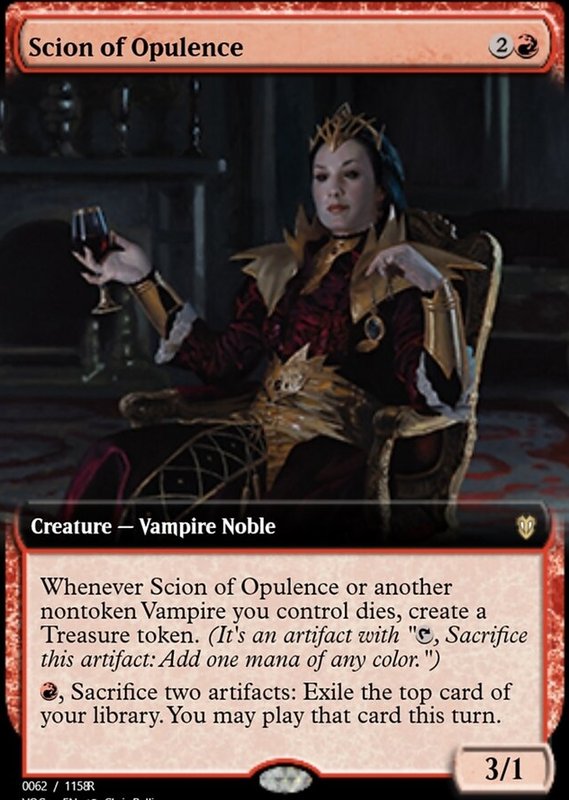 Scion of Opulence 2
Creature — Vampire Noble
Whenever Scion of Opulence or another
nontoken Vampire you control dies, create a
Treasure token. (It's an artifact with ", Sacrifice
this artifact: Add one mana of any color.")
, Sacrifice two artifacts: Exile the top card of
your library. You may play that card this turn.
3/1
0062 / 1158R